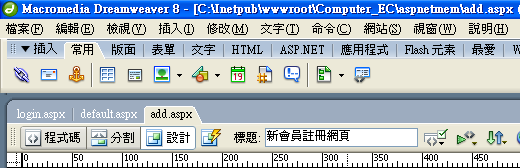 Macromedia Dreamweaver 8 - [C:\Inetpub\wwwroot\Computer_EC\aspnetmem\add.aspx (
檔案(F) 編輯(E) 檢視(V) 插入(I) 修改(M) 文字(T) 命令(C) 網站(S) 視窗(W) 說明(H)
▼ 插入 常用 版面 表單 文字 HTML ASP.NET 應用程式 Flash 元素 最愛 W
19
login.aspx default.aspx add.aspx
程式碼 分割 設計 標題: 新會員註冊網頁
0 50 100 150 200 250 300 350 400 450